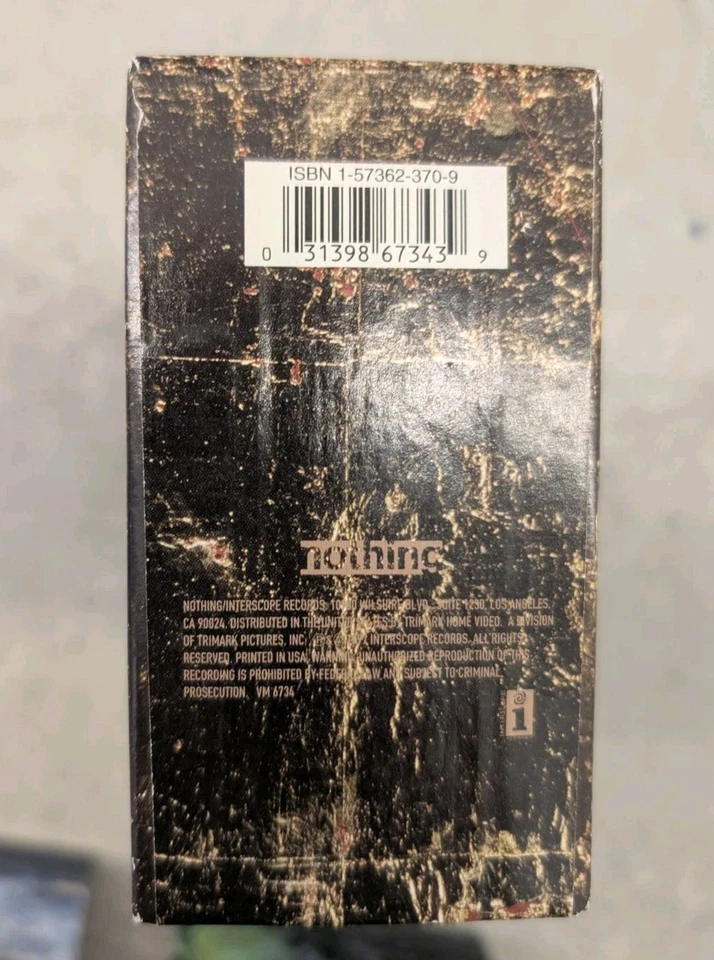 ISBN 1-57362-370-9
0 31398 67343 9
nothing
NOTHING/INTERSCOPE RECORDS, WILSHIRE BLVD., SUITE 1230, LOS ANGELES,
CA 90024. DISTRIBUTED IN THE UNITED STATES BY TRIMARK HOME VIDEO. A DIVISION
OF TRIMARK PICTURES, INC. INTERSCOPE RECORDS. ALL RIGHTS
RESERVED. PRINTED IN USA. WARNING: UNAUTHORIZED REPRODUCTION OF THIS
RECORDING IS PROHIBITED BY FEDERAL LAW AND SUBJECT TO CRIMINAL
PROSECUTION. VM 6734
i